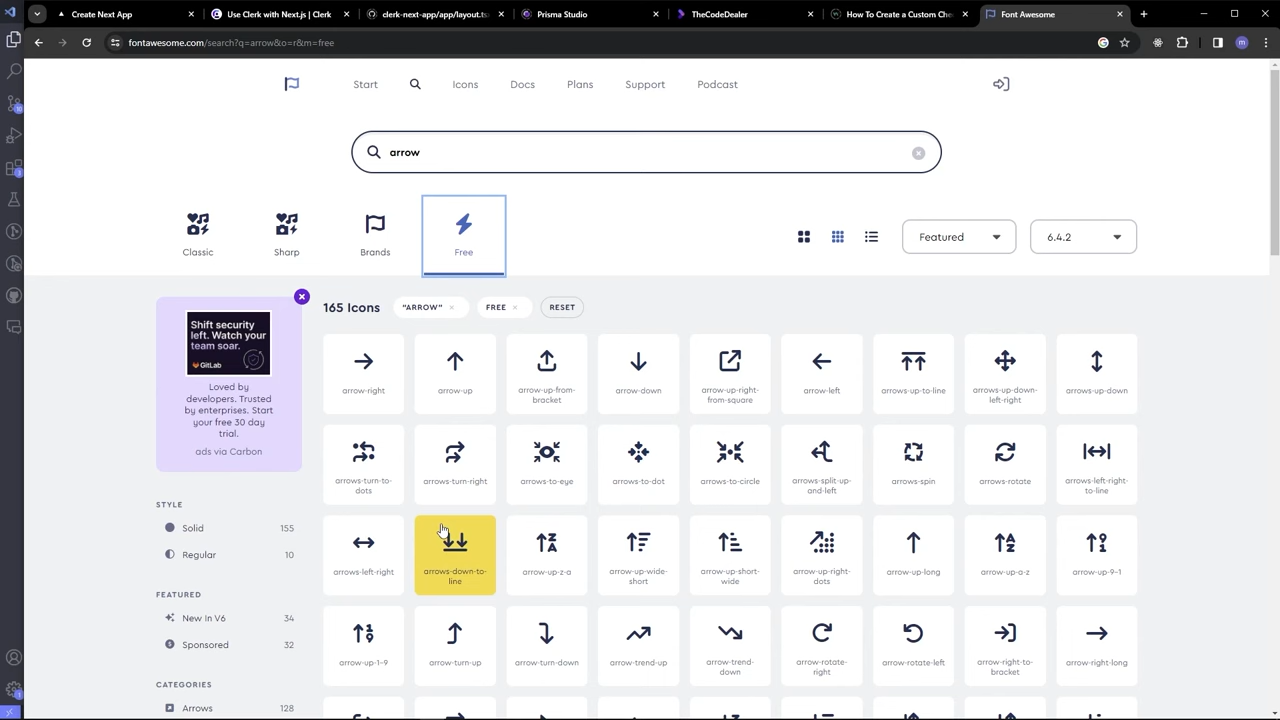 Create Next App
Use Clerk with Next.js | Clerk
clerk-next-app/app/layout.ts
Prisma Studio
TheCodeDealer
How To Create a Custom Che
Font Awesome
fontawesome.com/search?q=arrow&o=r&m=free
m
Start
Icons
Docs
Plans
Support
Podcast
arrow
Classic
Sharp
Brands
Free
Featured
6.4.2
165 Icons
"ARROW"
FREE
RESET
Shift security
left. Watch your
team soar.
GitLab
Loved by
developers. Trusted
by enterprises. Start
your free 30 day
trial.
ads via Carbon
arrow-right
arrow-up
arrow-up-from-
bracket
arrow-down
arrow-up-right-
from-square
arrow-left
arrows-up-to-line
arrows-up-down-
left-right
arrows-up-down
arrows-turn-to-
dots
arrows-turn-right
arrows-to-eye
arrows-to-dot
arrows-to-circle
arrows-split-up-
and-left
arrows-spin
arrows-rotate
arrows-left-right-
to-line
STYLE
Solid 155
Regular 10
arrows-left-right
arrows-down-to-
line
arrow-up-z-a
arrow-up-wide-
short
arrow-up-short-
wide
arrow-up-right-
dots
arrow-up-long
arrow-up-a-z
arrow-up-9-1
FEATURED
New in V6 34
Sponsored 32
arrow-up-1-9
arrow-turn-up
arrow-turn-down
arrow-trend-up
arrow-trend-
down
arrow-rotate-
right
arrow-rotate-left
arrow-right-to-
bracket
arrow-right-long
CATEGORIES
Arrows 128